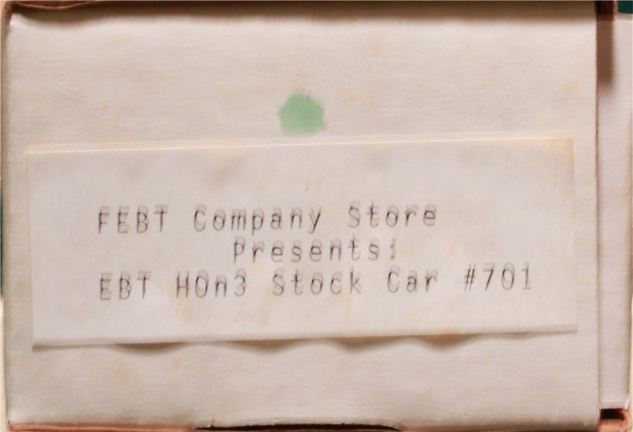 FEBT Company Store
Presents:
EBT HOn3 Stock Car #701